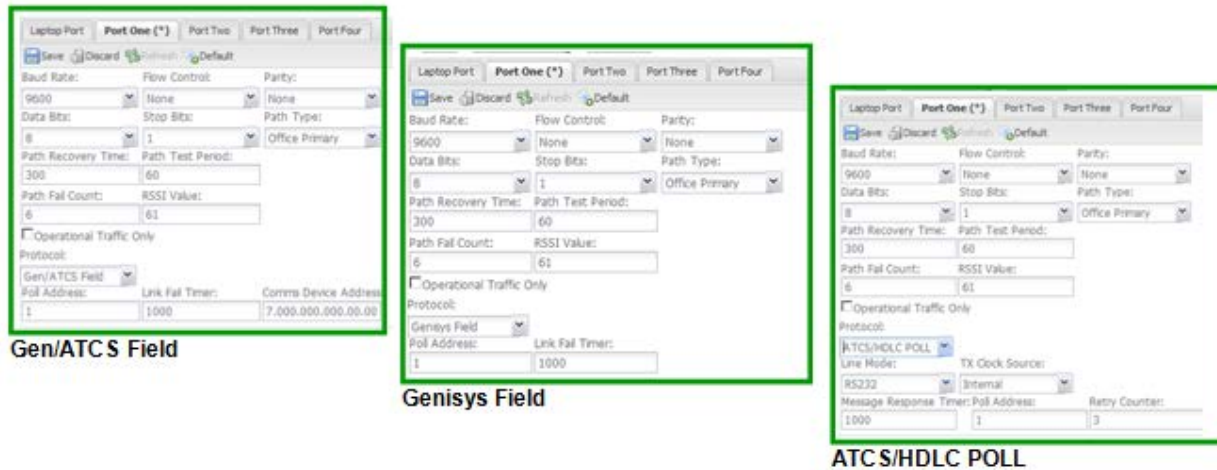 Laptop Port Port One (*) Port Two Port Three Port Four
Save Discard Refresh Default
Baud Rate: Flow Control: Parity:
9600 None None
Data Bits: Stop Bits: Path Type:
8 1 Office Primary
Path Recovery Time: Path Test Period:
300 60
Path Fail Count: RSSI Value:
6 61
Operational Traffic Only
Protocol:
Gen/ATCS Field
Poll Address: Link Fail Timer: Comms Device Address
1 1000 7.000.000.000.00.00
Gen/ATCS Field
Laptop Port Port One (*) Port Two Port Three Port Four
Save Discard Refresh Default
Baud Rate: Flow Control: Parity:
9600 None None
Data Bits: Stop Bits: Path Type:
8 1 Office Primary
Path Recovery Time: Path Test Period:
300 60
Path Fail Count: RSSI Value:
6 61
Operational Traffic Only
Protocol:
Genisys Field
Poll Address: Link Fail Timer:
1 1000
Genisys Field
Laptop Port Port One (*) Port Two Port Three Port Four
Save Discard Refresh Default
Baud Rate: Flow Control: Parity:
9600 None None
Data Bits: Stop Bits: Path Type:
8 1 Office Primary
Path Recovery Time: Path Test Period:
300 60
Path Fail Count: RSSI Value:
6 61
Operational Traffic Only
Protocol:
ATCS/HDLC POLL
Line Mode: TX Clock Source:
RS232 Internal
Message Response Timer: Poll Address: Retry Counter:
1000 1 3
ATCS/HDLC POLL